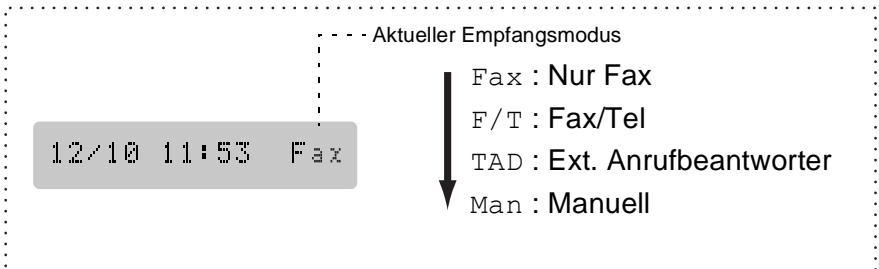 Aktueller Empfangsmodus
Fax : Nur Fax
F/T : Fax/Tel
12/10 11:53 Fax
TAD : Ext. Anrufbeantworter
Man : Manuell